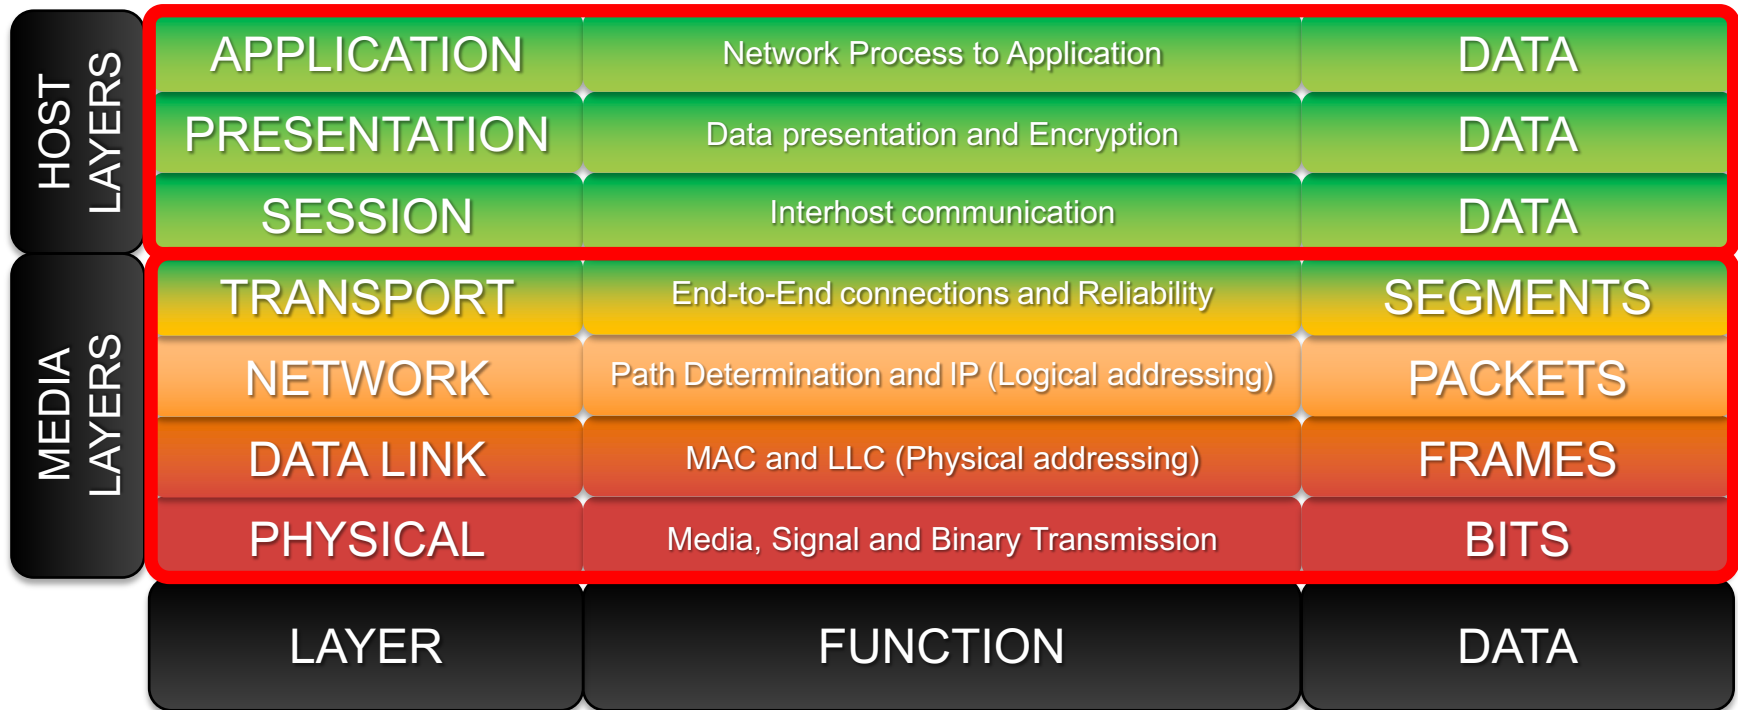 HOST
LAYERS
APPLICATION Network Process to Application DATA
PRESENTATION Data presentation and Encryption DATA
SESSION Interhost communication DATA
MEDIA
LAYERS
TRANSPORT End-to-End connections and Reliability SEGMENTS
NETWORK Path Determination and IP (Logical addressing) PACKETS
DATA LINK MAC and LLC (Physical addressing) FRAMES
PHYSICAL Media, Signal and Binary Transmission BITS
LAYER FUNCTION DATA